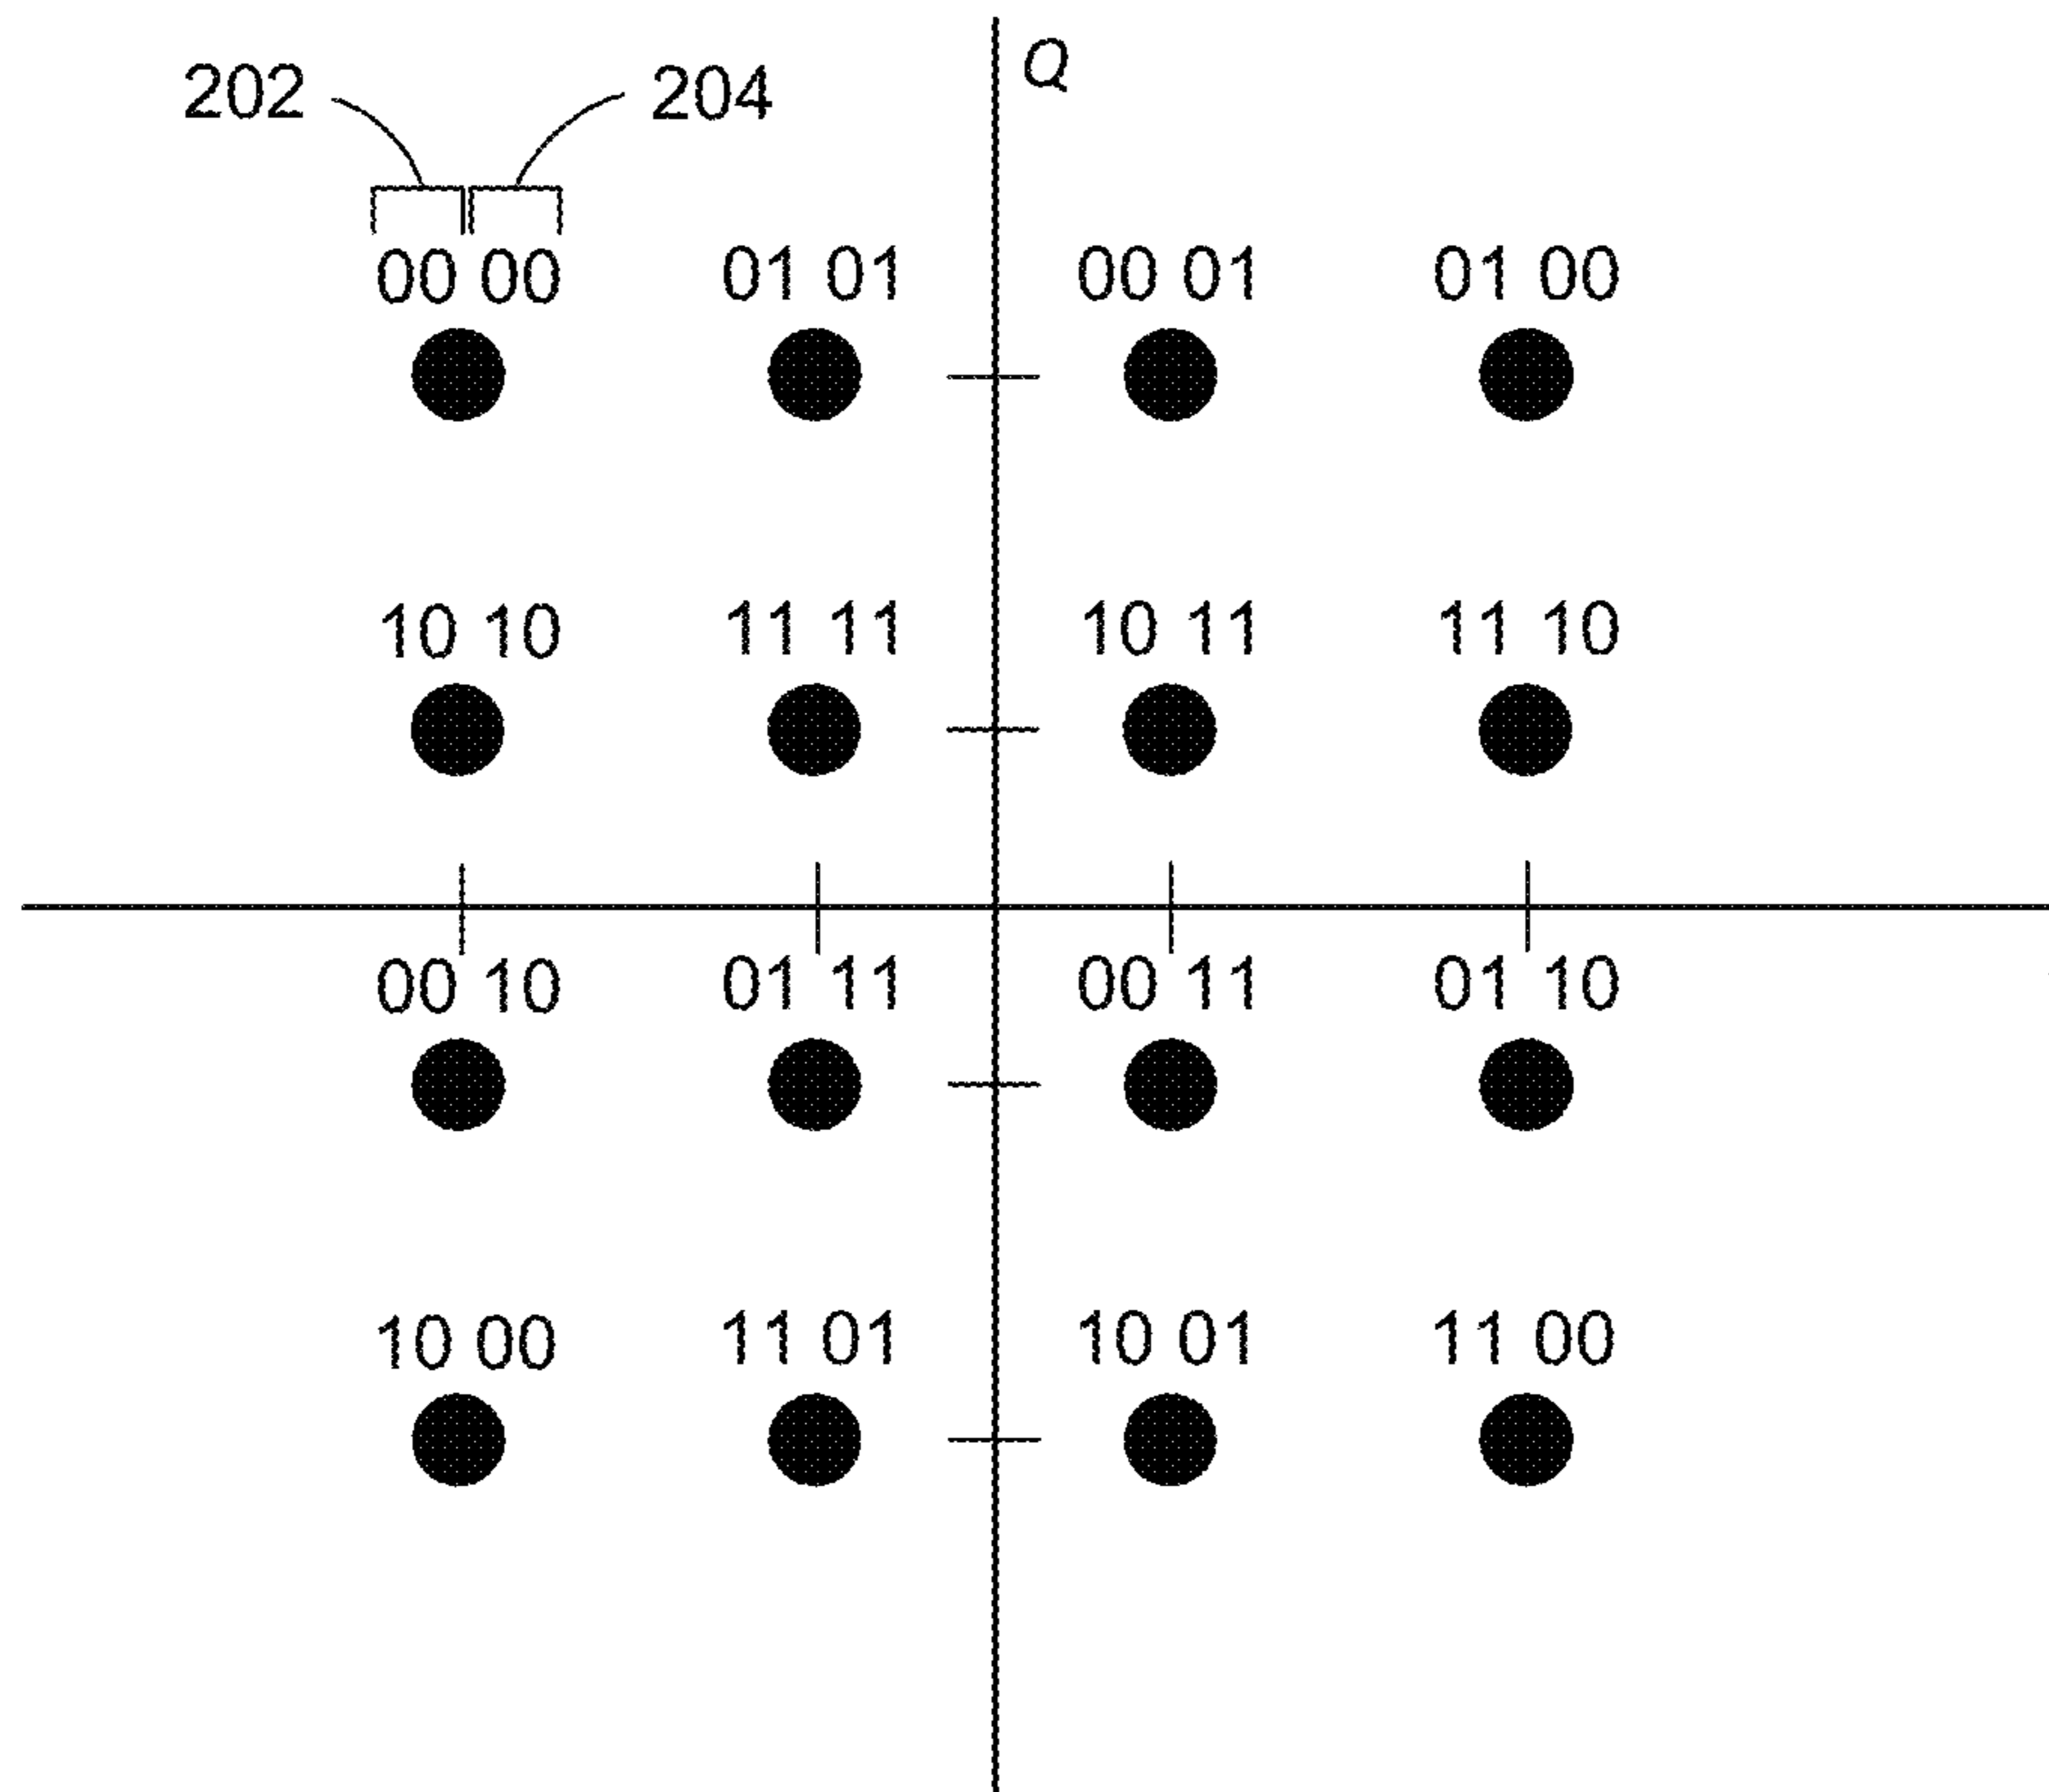 Q
202 204
00 00 01 01 00 01 01 00
10 10 11 11 10 11 11 10
00 10 01 11 00 11 01 10
10 00 11 01 10 01 11 00